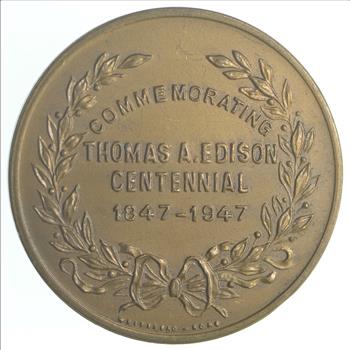 COMMEMORATING
THOMAS A. EDISON
CENTENNIAL
1847-1947